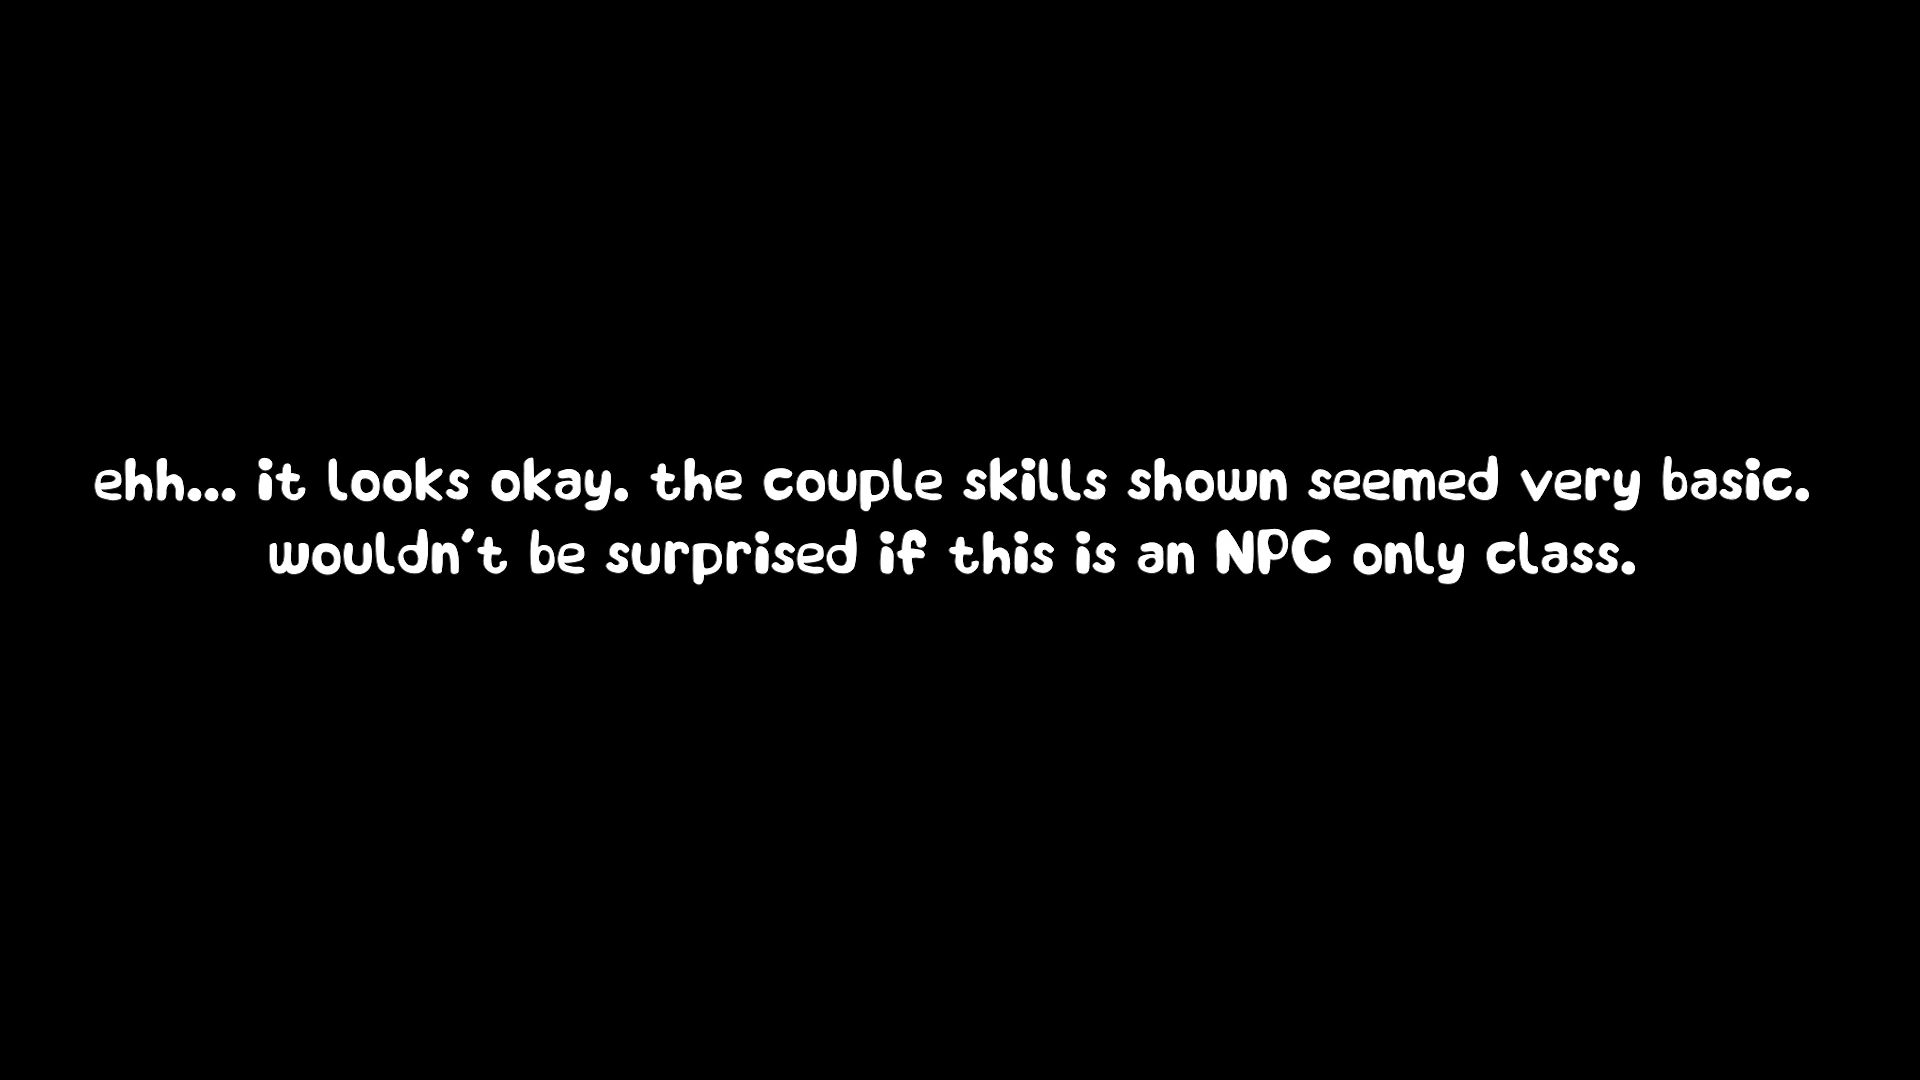 ehh... it looks okay. the couple skills shown seemed very basic.
wouldn't be surprised if this is an NPC only class.